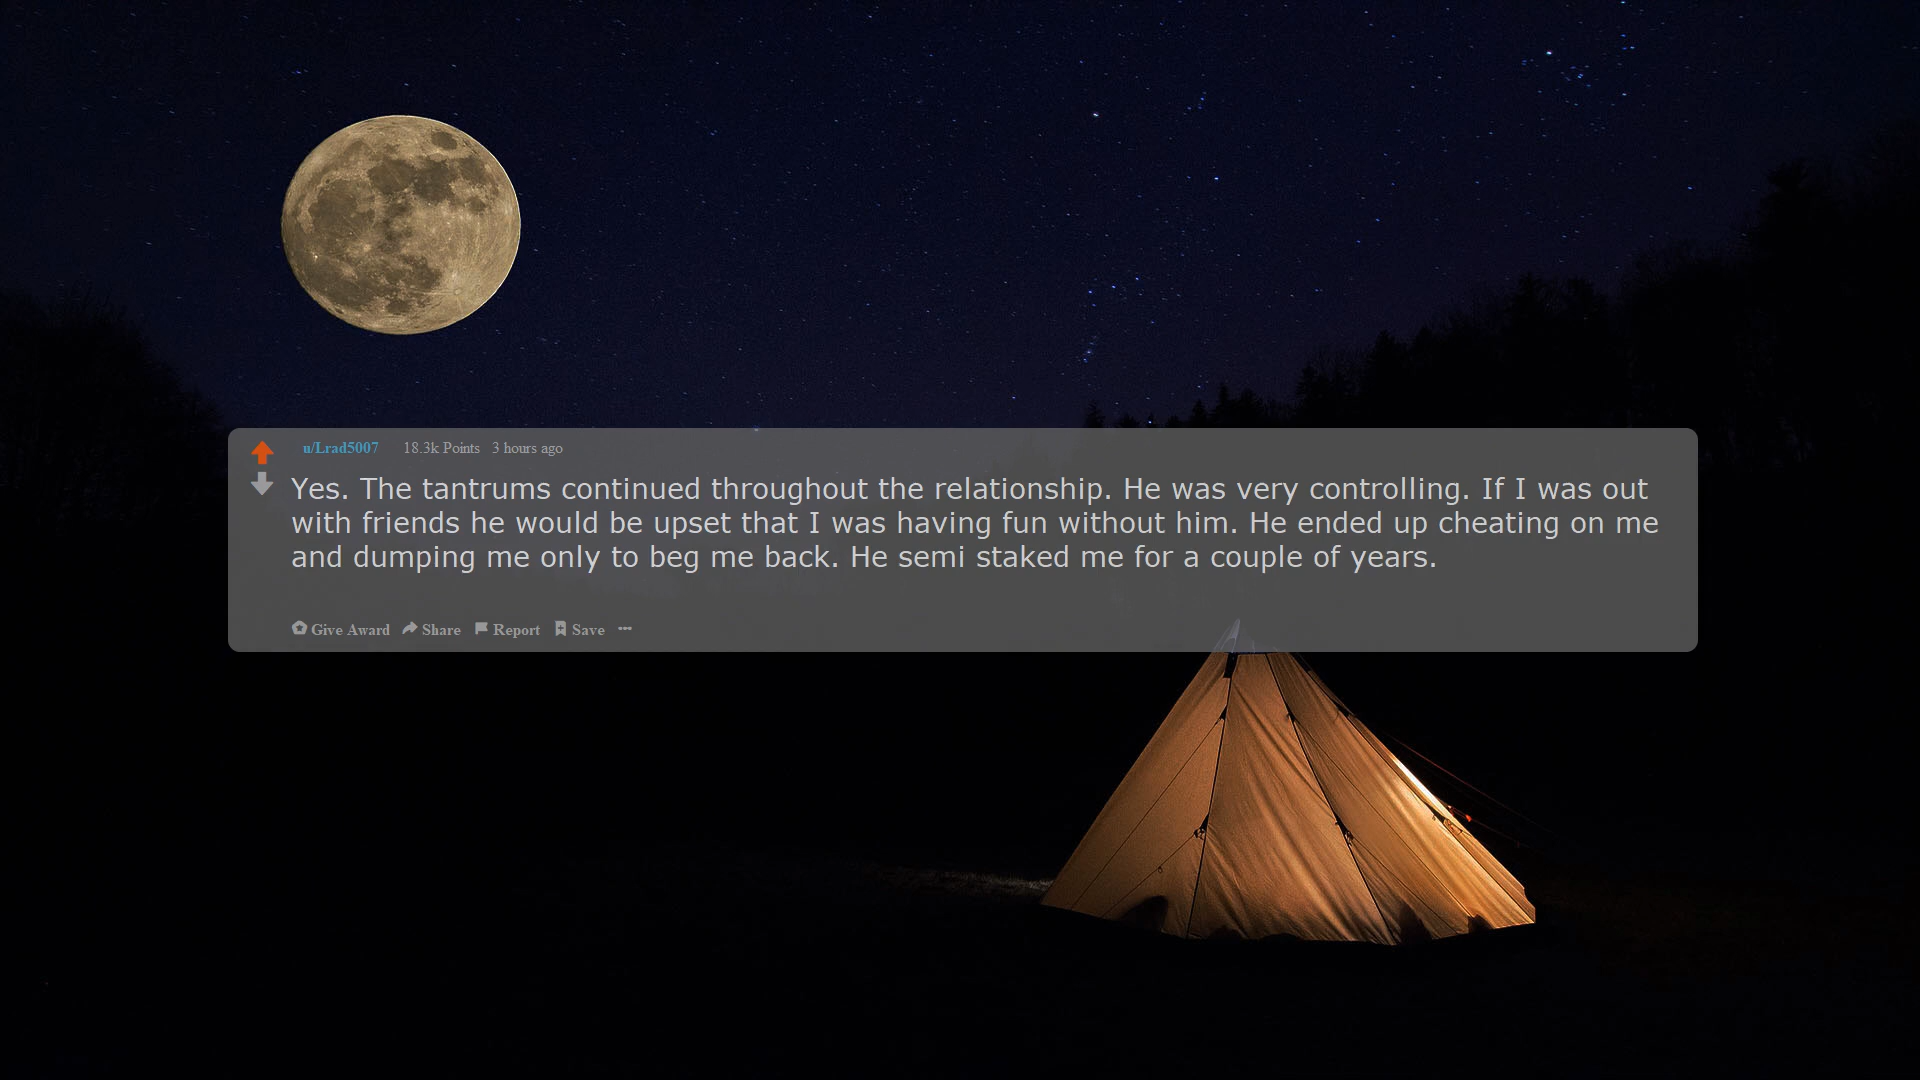 u/Lrad5007 18.3k Points 3 hours ago
Yes. The tantrums continued throughout the relationship. He was very controlling. If I was out
with friends he would be upset that I was having fun without him. He ended up cheating on me
and dumping me only to beg me back. He semi staked me for a couple of years.
Give Award Share Report Save